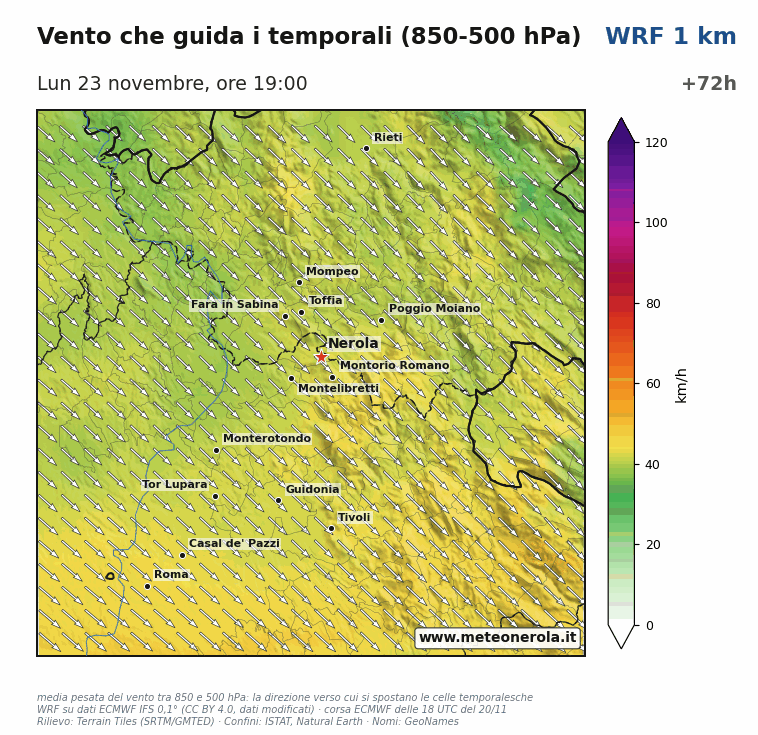 Vento che guida i temporali (850-500 hPa) WRF 1 km
Lun 23 novembre, ore 19:00 +72h
Rieti
Mompeo
Fara in Sabina
Toffia
Poggio Moiano
Nerola
Montorio Romano
Montelibretti
Monterotondo
Tor Lupara
Guidonia
Tivoli
Casal de' Pazzi
Roma
www.meteonerola.it
120
100
80
60
40
20
0
km/h
media pesata del vento tra 850 e 500 hPa: la direzione verso cui si spostano le celle temporalesche
WRF su dati ECMWF IFS 0,1° (CC BY 4.0, dati modificati) · corsa ECMWF delle 18 UTC del 20/11
Rilievo: Terrain Tiles (SRTM/GMTED) · Confini: ISTAT, Natural Earth · Nomi: GeoNames